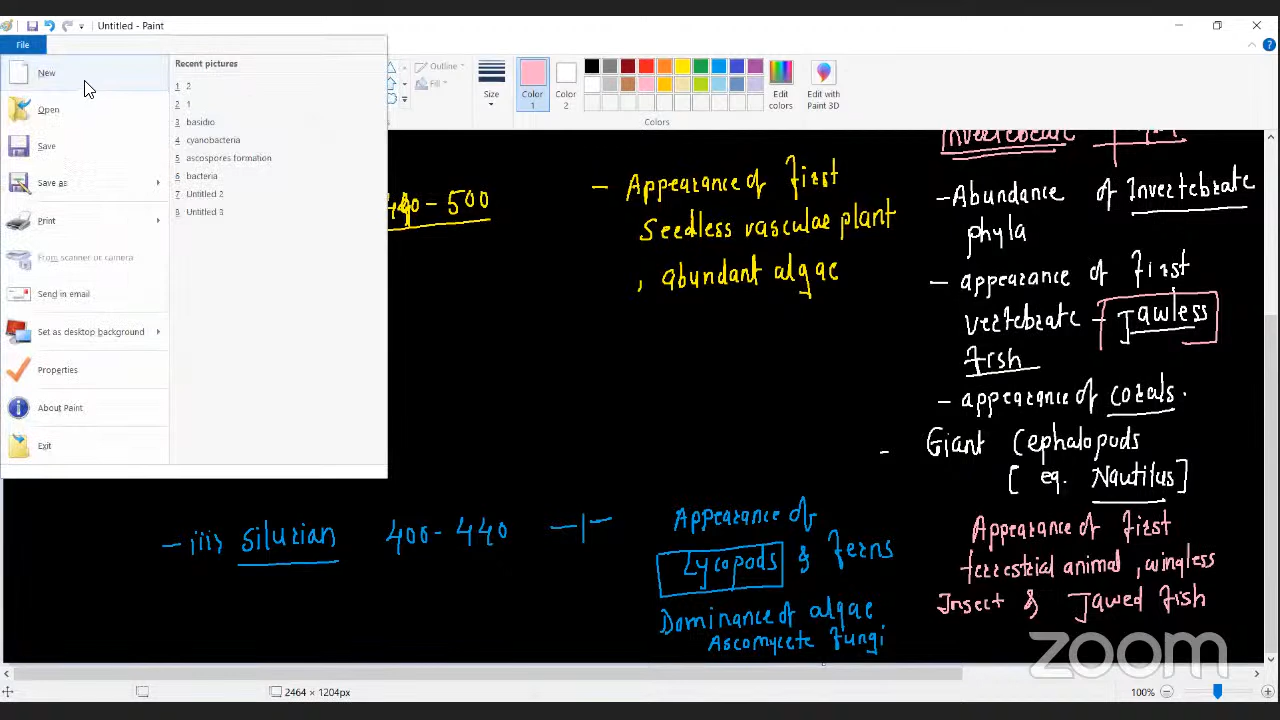 Untitled - Paint
File
New
Open
Save
Save as
Print
From scanner or camera
Send in email
Set as desktop background
Properties
About Paint
Exit
Recent pictures
1 2
2 1
3 basidio
4 cyanobacteria
5 ascospores formation
6 bacteria
7 Untitled 2
8 Untitled 3
Outline
Fill
Size
Color
1
Color
2
Edit
colors
Edit with
Paint 3D
Colors
- 500
- Appearance of First
Seedless vascular plant
, abundant algae
Invertebrate
- Abundance of Invertebrate
phyla
- appearance of First
vertebrate - Jawless
Fish
- appearance of corals.
- Giant Cephalopods
[ eg. Nautilus]
- iii) Silurian 400 - 440
Appearance of
Lycopods & Ferns
Dominance of algae
Ascomycete Fungi
Appearance of First
terrestrial animal, wingless
Insect & Jawed Fish
zoom
2464 × 1204px
100%